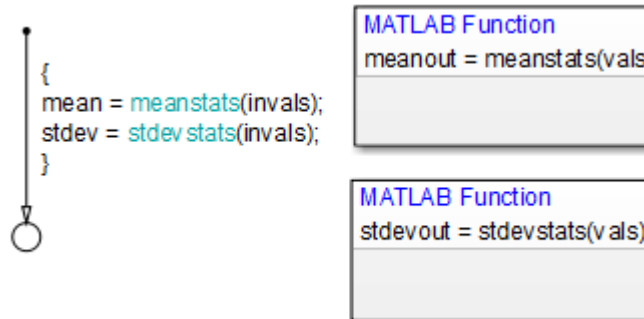 {
mean = meanstats(invals);
stdev = stdevstats(invals);
}
MATLAB Function
meanout = meanstats(vals
MATLAB Function
stdevout = stdevstats(vals)